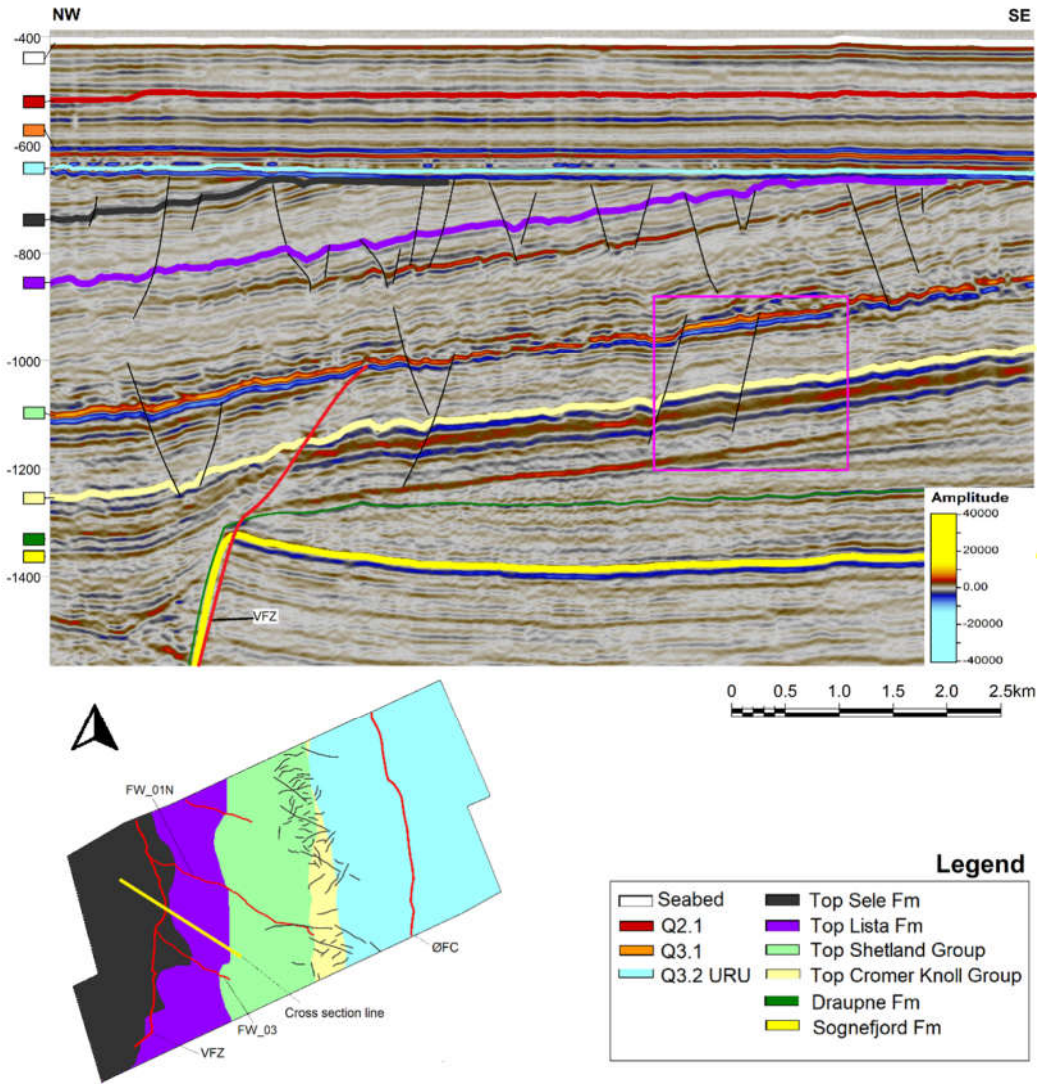 NW
SE
-400
-600
-800
-1000
-1200
-1400
VFZ
Amplitude
40000
20000
0.00
-20000
-40000
0 0.5 1.0 1.5 2.0 2.5km
FW_01N
ØFC
Cross section line
FW_03
VFZ
Legend
Seabed
Q2.1
Q3.1
Q3.2 URU
Top Sele Fm
Top Lista Fm
Top Shetland Group
Top Cromer Knoll Group
Draupne Fm
Sognefjord Fm